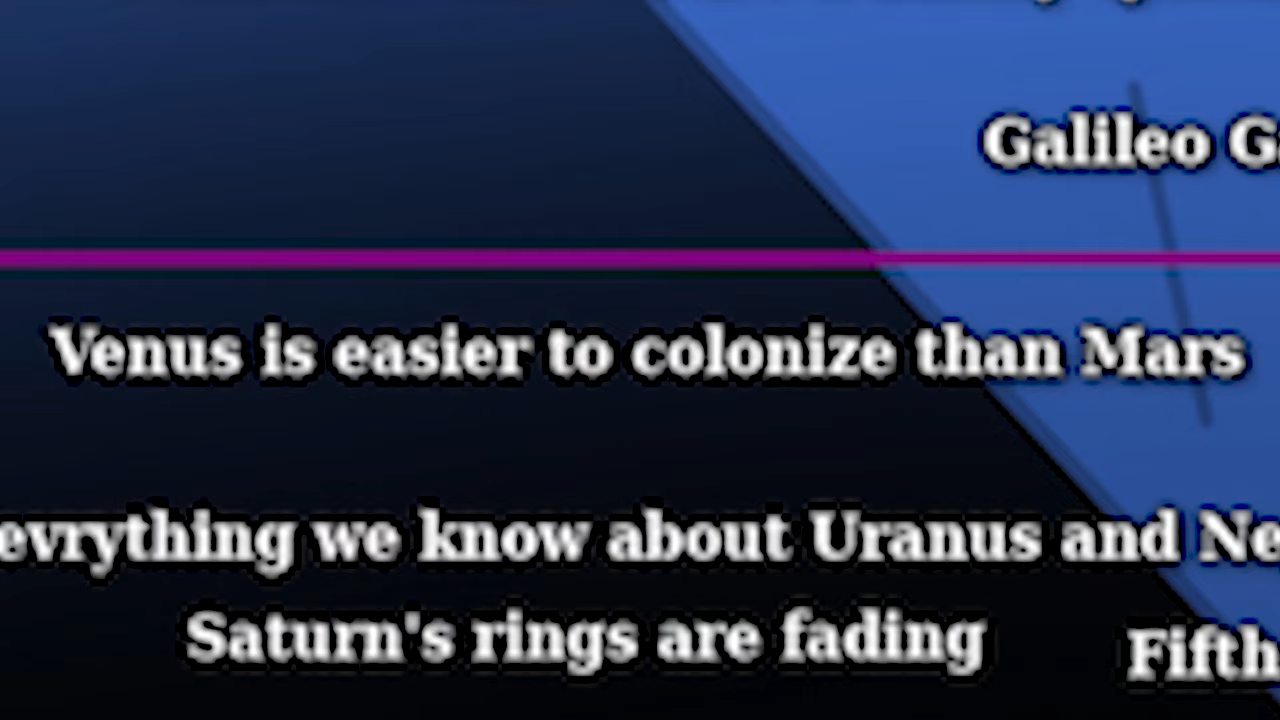 Galileo
Venus is easier to colonize than Mars
evrything we know about Uranus and
Saturn's rings are fading
Fifth